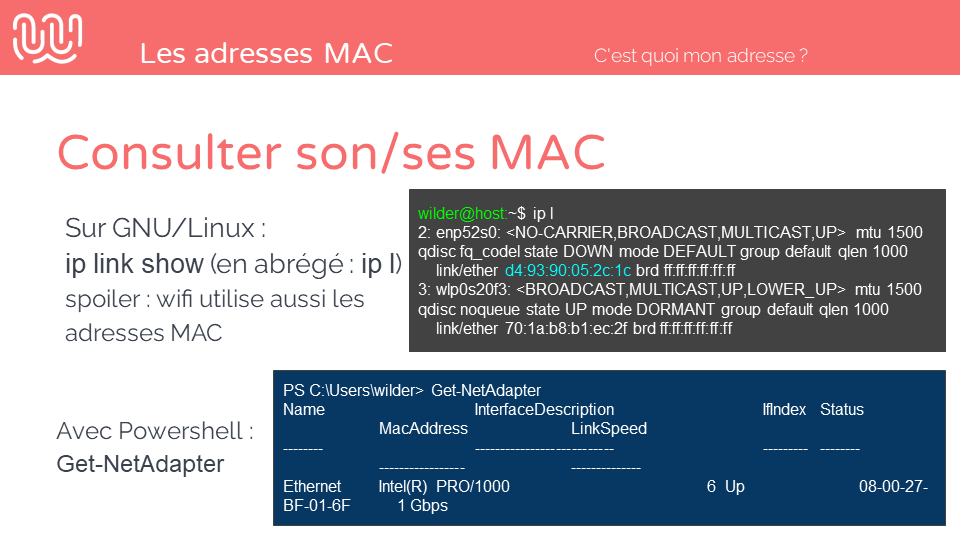 Les adresses MAC
C'est quoi mon adresse ?
Consulter son/ses MAC
Sur GNU/Linux :
ip link show (en abrégé : ip l)
spoiler : wifi utilise aussi les
adresses MAC
wilder@host:~$ ip l
2: enp52s0: <NO-CARRIER,BROADCAST,MULTICAST,UP> mtu 1500
qdisc fq_codel state DOWN mode DEFAULT group default qlen 1000
link/ether d4:93:90:05:2c:1c brd ff:ff:ff:ff:ff:ff
3: wlp0s20f3: <BROADCAST,MULTICAST,UP,LOWER_UP> mtu 1500
qdisc noqueue state UP mode DORMANT group default qlen 1000
link/ether 70:1a:b8:b1:ec:2f brd ff:ff:ff:ff:ff:ff
Avec Powershell :
Get-NetAdapter
PS C:\Users\wilder> Get-NetAdapter
Name InterfaceDescription IfIndex Status
MacAddress LinkSpeed
-------- ---------------------------- --------- --------
----------------- --------------
Ethernet Intel(R) PRO/1000 6 Up 08-00-27-
BF-01-6F 1 Gbps